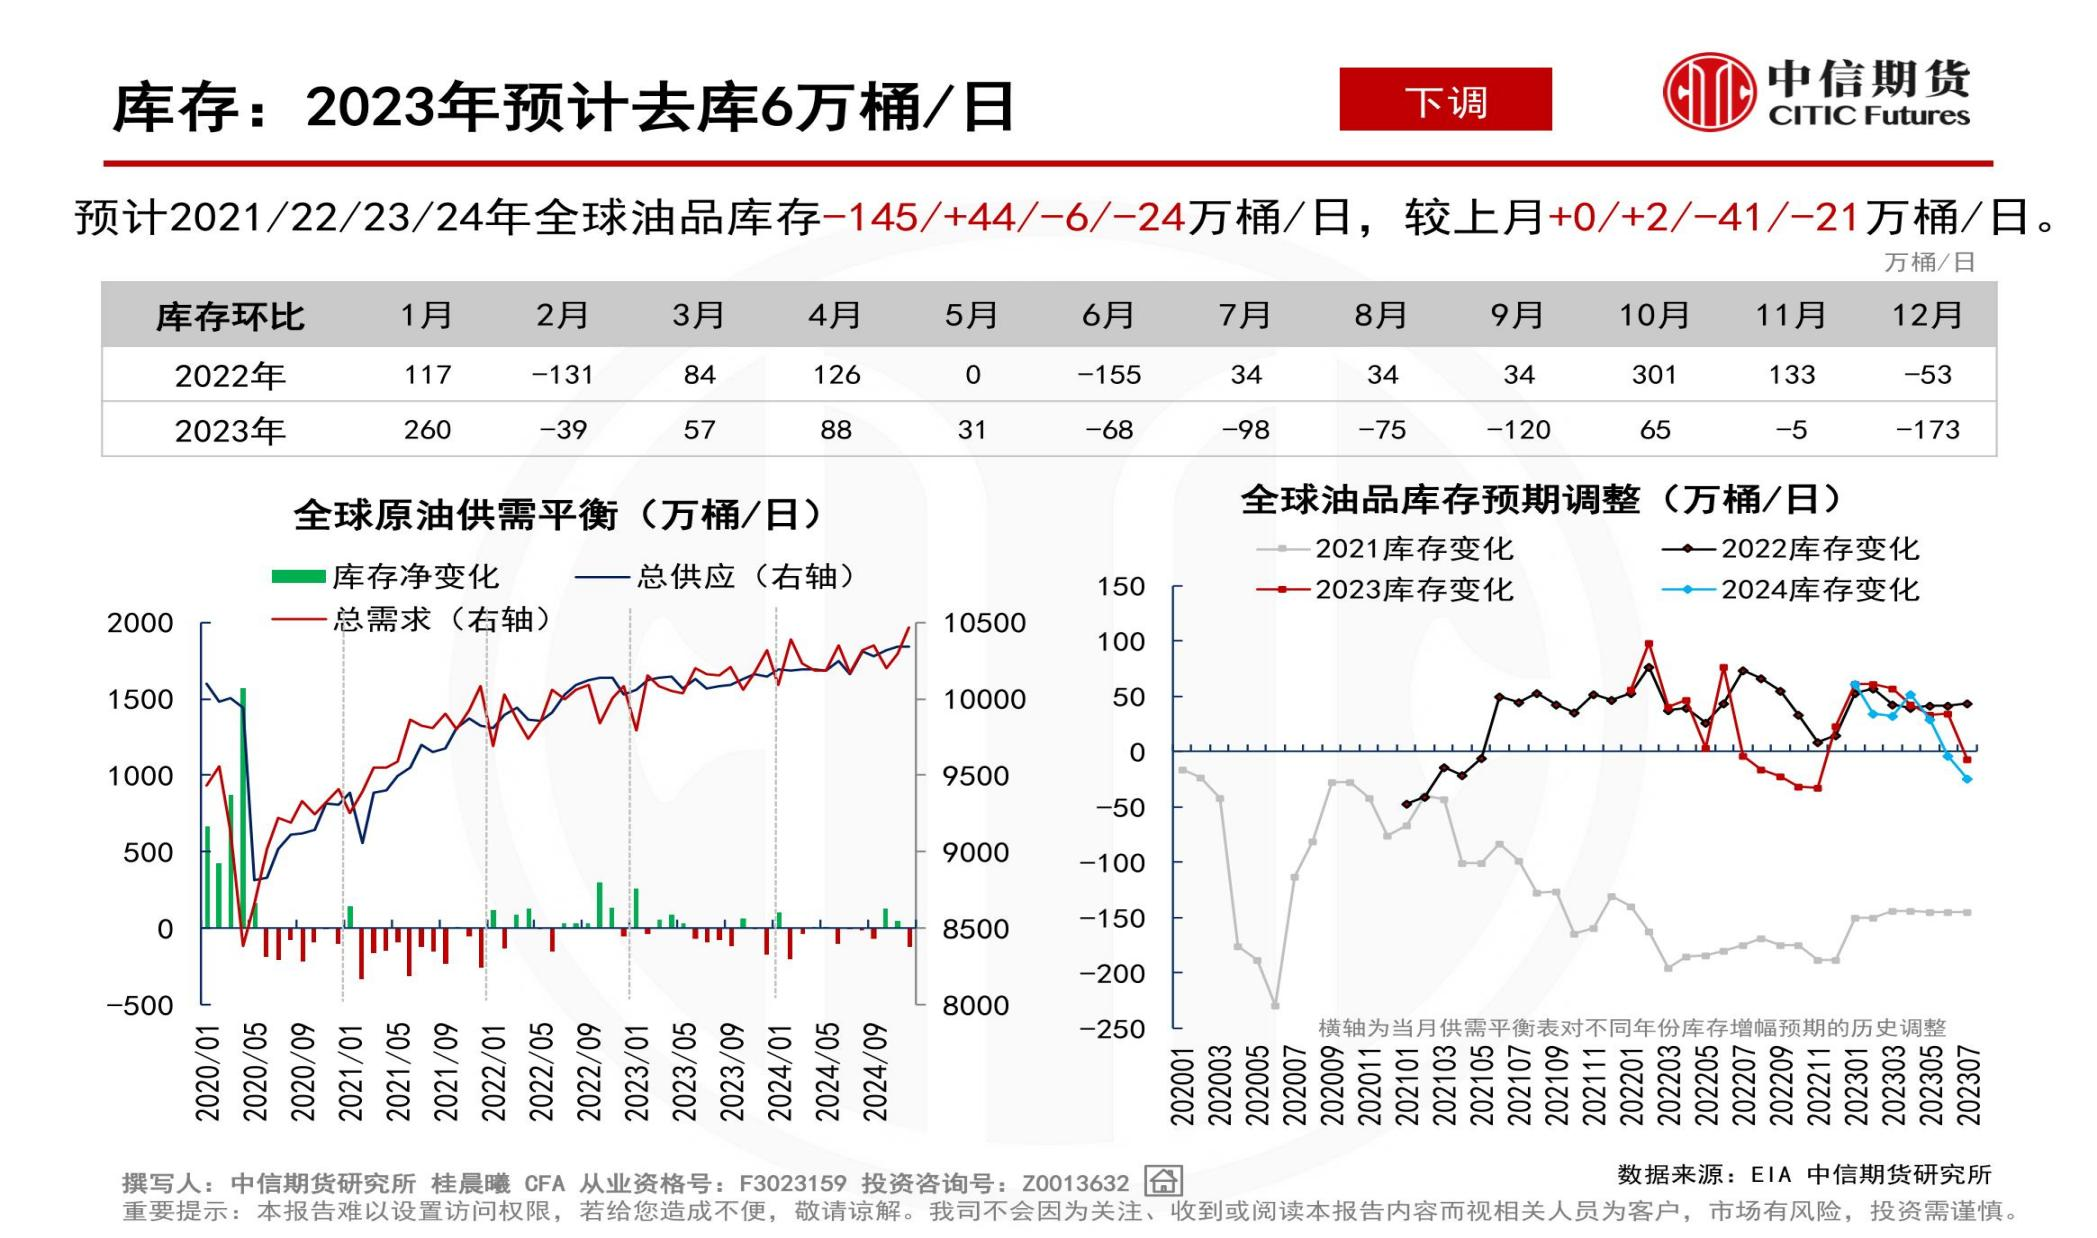 库存：2023年预计去库6万桶/日
下调
中信期货
CITIC Futures
预计2021/22/23/24年全球油品库存-145/+44/-6/-24万桶/日，较上月+0/+2/-41/-21万桶/日。
万桶/日
库存环比 1月 2月 3月 4月 5月 6月 7月 8月 9月 10月 11月 12月
2022年 117 -131 84 126 0 -155 34 34 34 301 133 -53
2023年 260 -39 57 88 31 -68 -98 -75 -120 65 -5 -173
全球原油供需平衡（万桶/日）
库存净变化 总供应（右轴）
总需求（右轴）
2000
1500
1000
500
0
-500
10500
10000
9500
9000
8500
8000
2020/01 2020/05 2020/09 2021/01 2021/05 2021/09 2022/01 2022/05 2022/09 2023/01 2023/05 2023/09 2024/01 2024/05 2024/09
全球油品库存预期调整（万桶/日）
2021库存变化 2022库存变化
2023库存变化 2024库存变化
150
100
50
0
-50
-100
-150
-200
-250
横轴为当月供需平衡表对不同年份库存增幅预期的历史调整
202001 202003 202005 202007 202009 202011 202101 202103 202105 202107 202109 202111 202201 202203 202205 202207 202209 202211 202301 202303 202305 202307
数据来源：EIA 中信期货研究所
撰写人：中信期货研究所 桂晨曦 CFA 从业资格号：F3023159 投资咨询号：Z0013632
重要提示：本报告难以设置访问权限，若给您造成不便，敬请谅解。我司不会因为关注、收到或阅读本报告内容而视相关人员为客户，市场有风险，投资需谨慎。